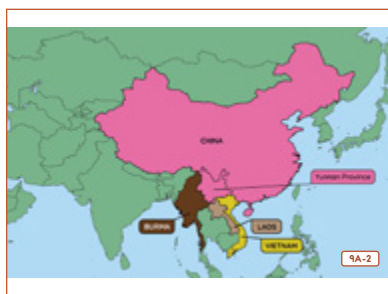 CHINA
Yunnan Province
BURMA
LAOS
VIETNAM
9A-2